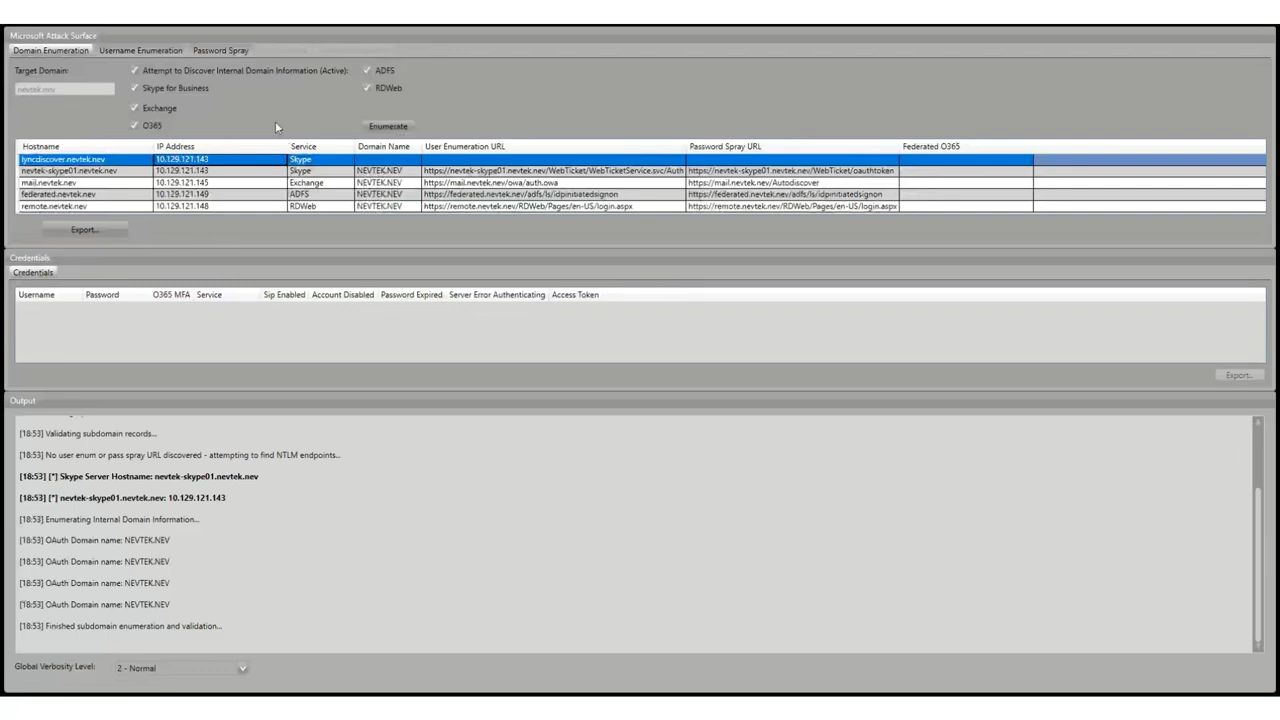 Microsoft Attack Surface
Domain Enumeration Username Enumeration Password Spray
Target Domain: Attempt to Discover Internal Domain Information (Active): ADFS
nevtek.nev Skype for Business RDWeb
Exchange
O365 Enumerate
Hostname IP Address Service Domain Name User Enumeration URL Password Spray URL Federated O365
lyncdiscover.nevtek.nev 10.129.121.143 Skype
nevtek-skype01.nevtek.nev 10.129.121.143 Skype NEVTEK.NEV https://nevtek-skype01.nevtek.nev/WebTicket/WebTicketService.svc/Auth https://nevtek-skype01.nevtek.nev/WebTicket/oauthtoken
mail.nevtek.nev 10.129.121.145 Exchange NEVTEK.NEV https://mail.nevtek.nev/owa/auth.owa https://mail.nevtek.nev/Autodiscover
federated.nevtek.nev 10.129.121.149 ADFS NEVTEK.NEV https://federated.nevtek.nev/adfs/ls/idpinitiatedsignon https://federated.nevtek.nev/adfs/ls/idpinitiatedsignon
remote.nevtek.nev 10.129.121.148 RDWeb NEVTEK.NEV https://remote.nevtek.nev/RDWeb/Pages/en-US/login.aspx https://remote.nevtek.nev/RDWeb/Pages/en-US/login.aspx
Export...
Credentials
Credentials
Username Password O365 MFA Service Sip Enabled Account Disabled Password Expired Server Error Authenticating Access Token
Export...
Output
[18:53] Validating subdomain records...
[18:53] No user enum or pass spray URL discovered - attempting to find NTLM endpoints...
[18:53] [*] Skype Server Hostname: nevtek-skype01.nevtek.nev
[18:53] [*] nevtek-skype01.nevtek.nev: 10.129.121.143
[18:53] Enumerating Internal Domain Information...
[18:53] OAuth Domain name: NEVTEK.NEV
[18:53] OAuth Domain name: NEVTEK.NEV
[18:53] OAuth Domain name: NEVTEK.NEV
[18:53] OAuth Domain name: NEVTEK.NEV
[18:53] Finished subdomain enumeration and validation...
Global Verbosity Level: 2 - Normal